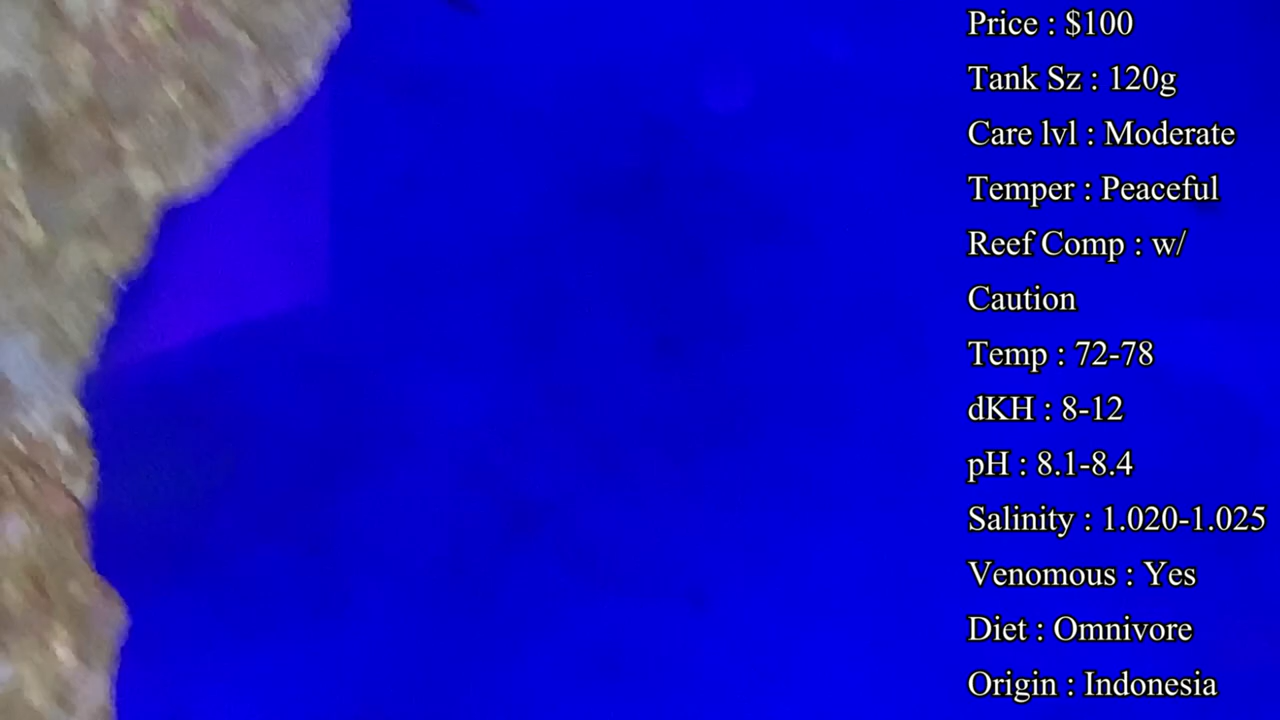 Price : $100
Tank Sz : 120g
Care lvl : Moderate
Temper : Peaceful
Reef Comp : w/
Caution
Temp : 72-78
dKH : 8-12
pH : 8.1-8.4
Salinity : 1.020-1.025
Venomous : Yes
Diet : Omnivore
Origin : Indonesia